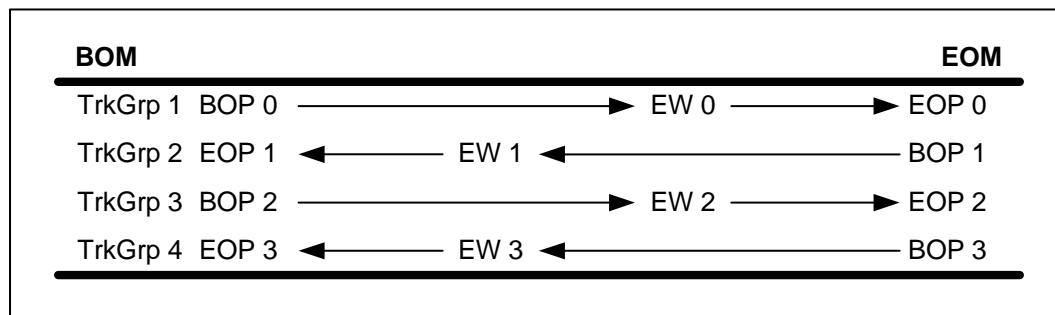 BOM EOM
TrkGrp 1 BOP 0 EW 0 EOP 0
TrkGrp 2 EOP 1 EW 1 BOP 1
TrkGrp 3 BOP 2 EW 2 EOP 2
TrkGrp 4 EOP 3 EW 3 BOP 3